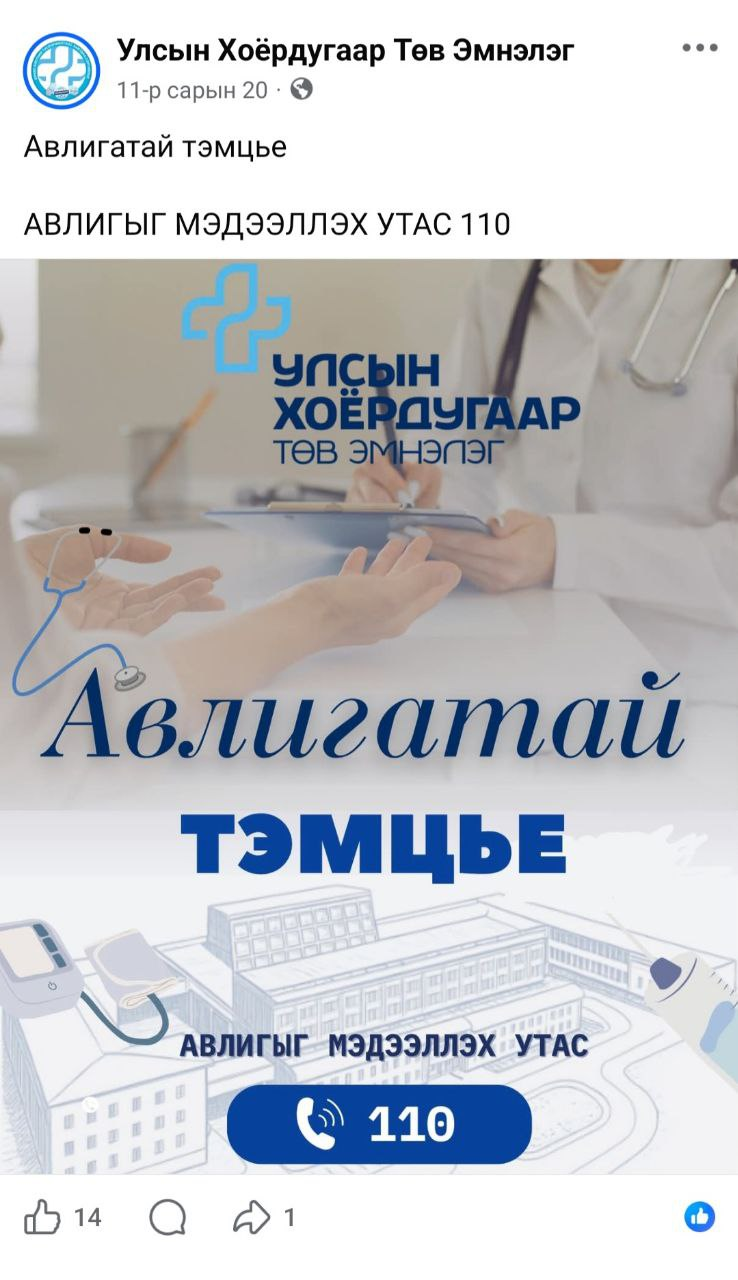 Улсын Хоёрдугаар Төв Эмнэлэг
11-р сарын 20 ·
Авлигатай тэмцье
АВЛИГЫГ МЭДЭЭЛЛЭХ УТАС 110
УЛСЫН
ХОЁРДУГААР
ТӨВ ЭМНЭЛЭГ
Авлигатай
ТЭМЦЬЕ
АВЛИГЫГ МЭДЭЭЛЛЭХ УТАС
110
14 1